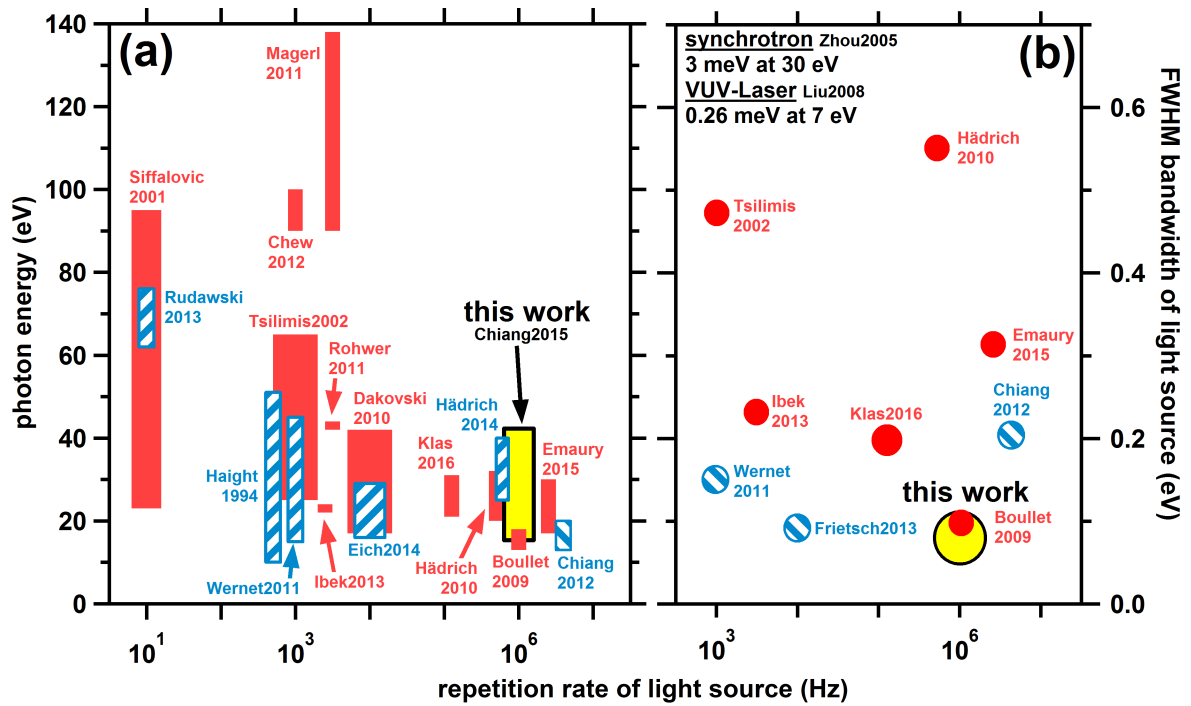 140
120
100
80
60
40
20
0
photon energy (eV)
(a)
Magerl
2011
Siffalovic
2001
Chew
2012
Rudawski
2013
Tsilimis2002
Rohwer
2011
Dakovski
2010
this work
Chiang2015
Hädrich
2014
Klas
2016
Emaury
2015
Haight
1994
Wernet2011
Ibek2013
Eich2014
Hädrich
2010
Boullet
2009
Chiang
2012
10¹
10³
10⁶
synchrotron Zhou2005
3 meV at 30 eV
VUV-Laser Liu2008
0.26 meV at 7 eV
(b)
Hädrich
2010
Tsilimis
2002
Emaury
2015
Ibek
2013
Klas2016
Chiang
2012
Wernet
2011
Frietsch2013
this work
Boullet
2009
0.6
0.4
0.2
0.0
FWHM bandwidth of light source (eV)
10³
10⁶
repetition rate of light source (Hz)